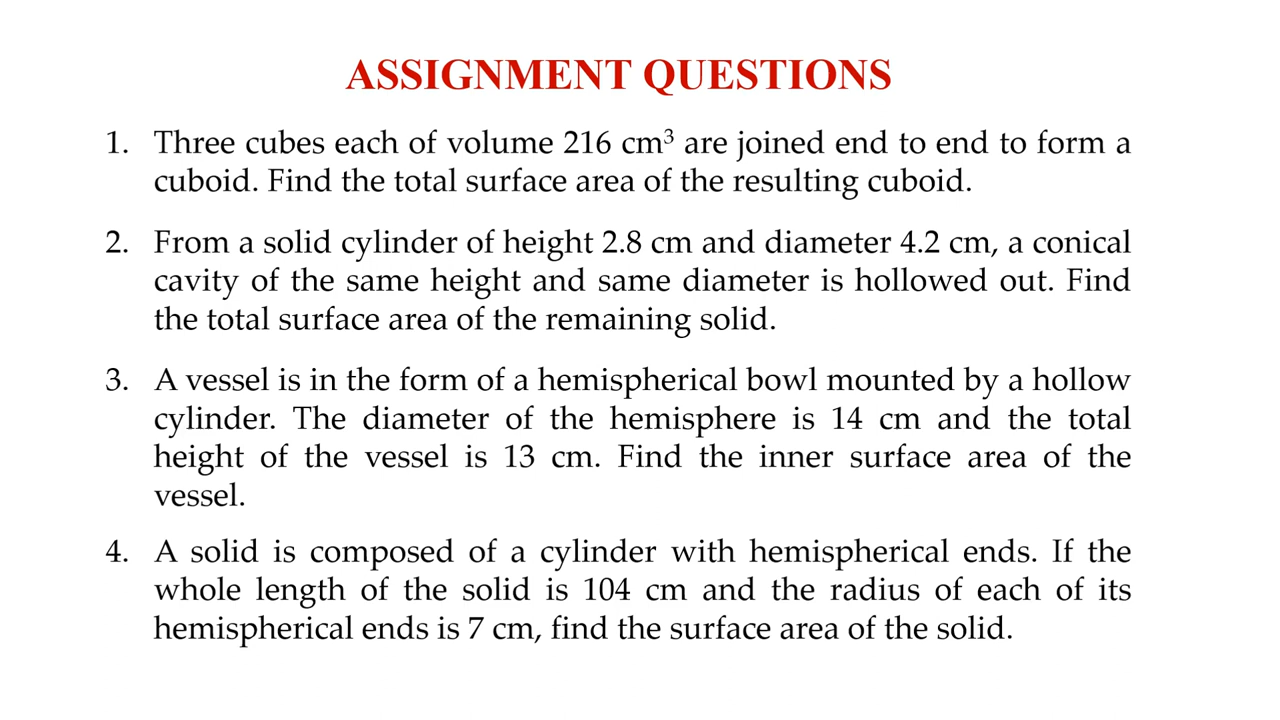 ASSIGNMENT QUESTIONS
1. Three cubes each of volume 216 cm³ are joined end to end to form a
cuboid. Find the total surface area of the resulting cuboid.
2. From a solid cylinder of height 2.8 cm and diameter 4.2 cm, a conical
cavity of the same height and same diameter is hollowed out. Find
the total surface area of the remaining solid.
3. A vessel is in the form of a hemispherical bowl mounted by a hollow
cylinder. The diameter of the hemisphere is 14 cm and the total
height of the vessel is 13 cm. Find the inner surface area of the
vessel.
4. A solid is composed of a cylinder with hemispherical ends. If the
whole length of the solid is 104 cm and the radius of each of its
hemispherical ends is 7 cm, find the surface area of the solid.